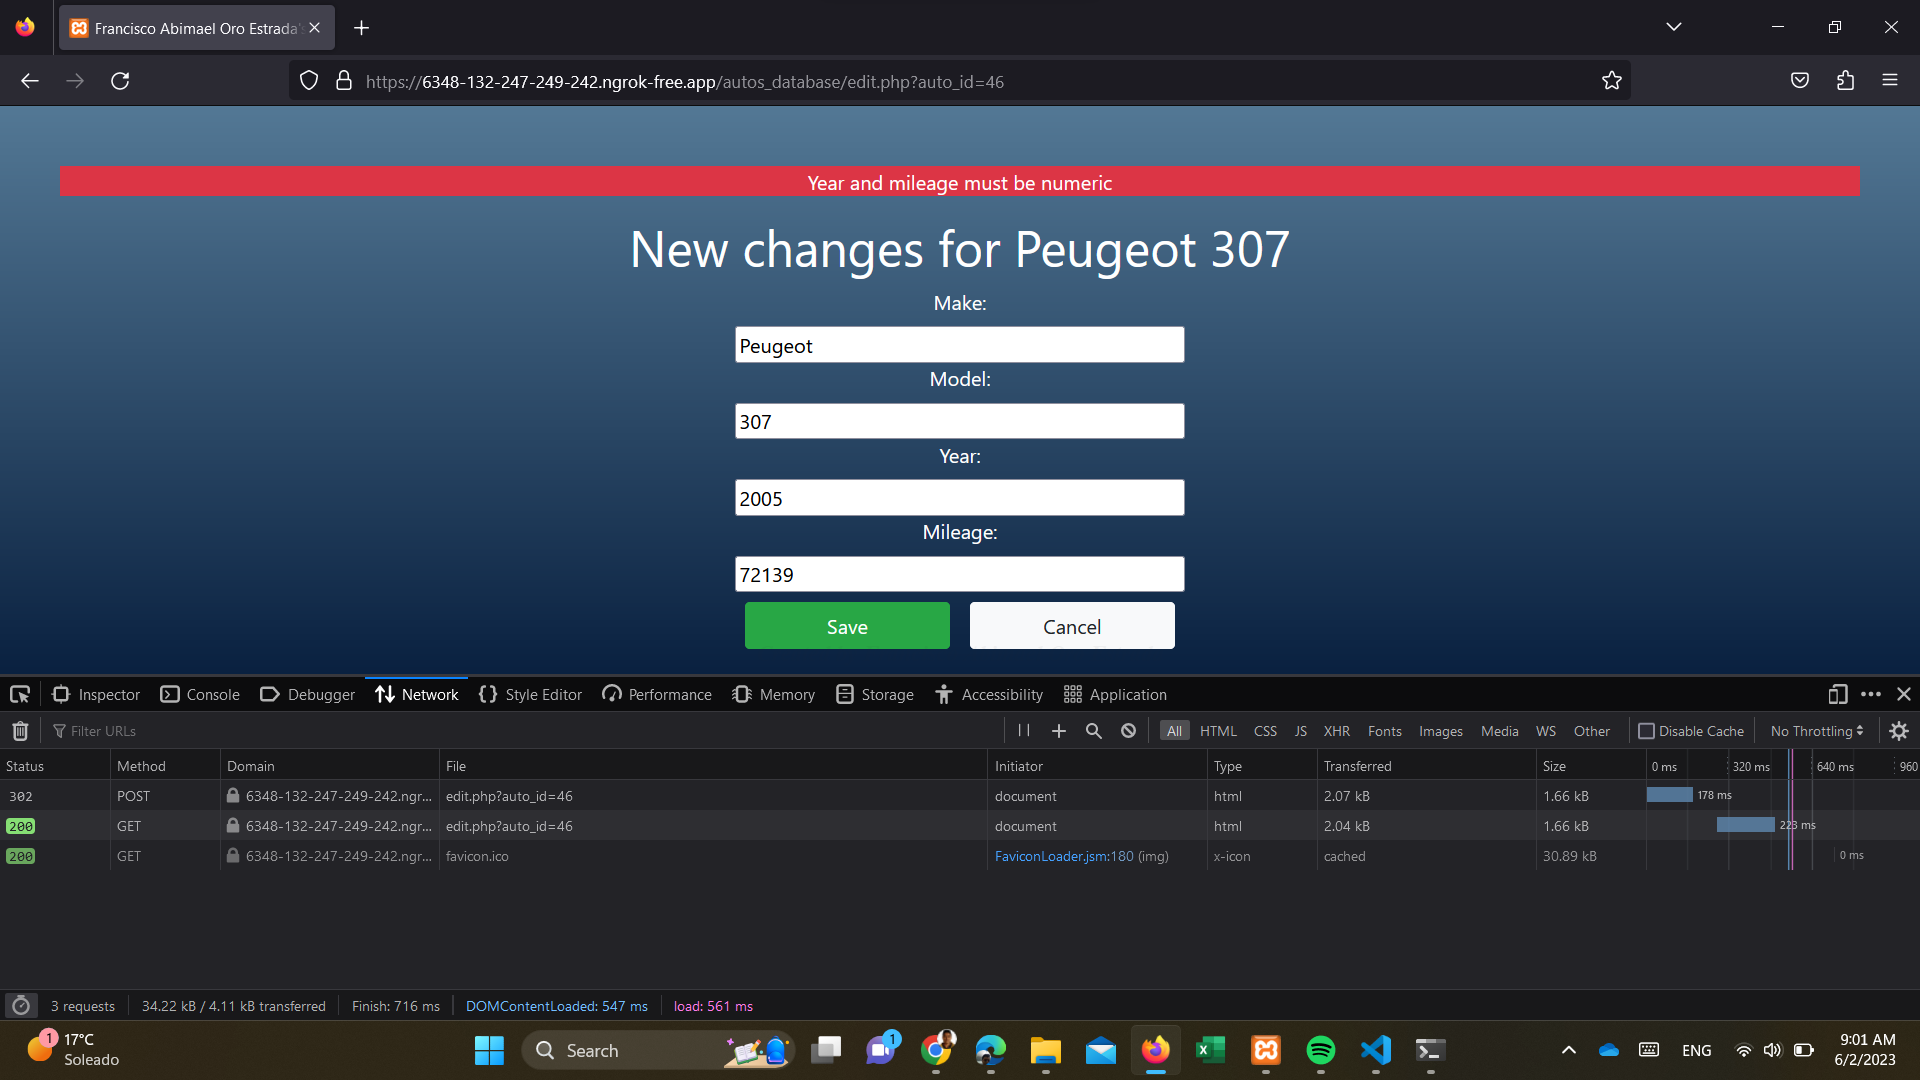 Francisco Abimael Oro Estrada's
https://6348-132-247-249-242.ngrok-free.app/autos_database/edit.php?auto_id=46
Year and mileage must be numeric
New changes for Peugeot 307
Make:
Peugeot
Model:
307
Year:
2005
Mileage:
72139
Save Cancel
Inspector Console Debugger Network Style Editor Performance Memory Storage Accessibility Application
Filter URLs All HTML CSS JS XHR Fonts Images Media WS Other Disable Cache No Throttling
Status Method Domain File Initiator Type Transferred Size 0 ms 320 ms 640 ms 960
302 POST 6348-132-247-249-242.ngr... edit.php?auto_id=46 document html 2.07 kB 1.66 kB 178 ms
200 GET 6348-132-247-249-242.ngr... edit.php?auto_id=46 document html 2.04 kB 1.66 kB 223 ms
200 GET 6348-132-247-249-242.ngr... favicon.ico FaviconLoader.jsm:180 (img) x-icon cached 30.89 kB 0 ms
3 requests 34.22 kB / 4.11 kB transferred Finish: 716 ms DOMContentLoaded: 547 ms load: 561 ms
1 17°C
Soleado
Search
1
ENG
9:01 AM
6/2/2023